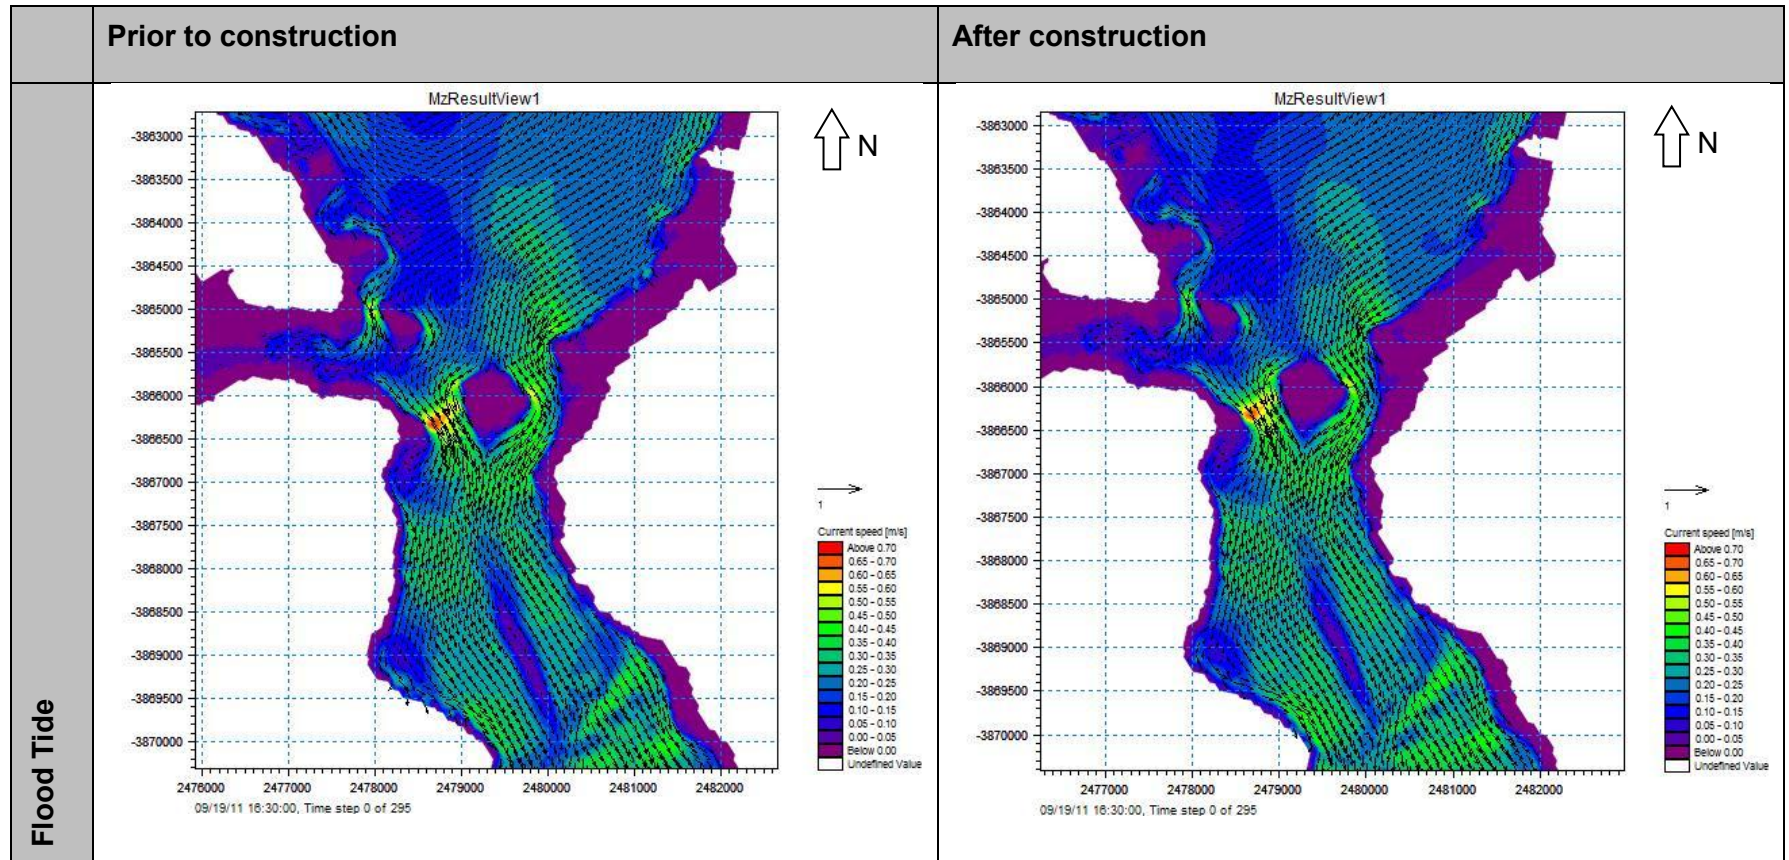 Prior to construction
After construction
Flood Tide
MzResultView1
N
-3863000
-3863500
-3864000
-3864500
-3865000
-3865500
-3866000
-3866500
-3867000
-3867500
-3868000
-3868500
-3869000
-3869500
-3870000
2476000 2477000 2478000 2479000 2480000 2481000 2482000
09/19/11 16:30:00, Time step 0 of 295
1
Current speed [m/s]
Above 0.70
0.65 - 0.70
0.60 - 0.65
0.55 - 0.60
0.50 - 0.55
0.45 - 0.50
0.40 - 0.45
0.35 - 0.40
0.30 - 0.35
0.25 - 0.30
0.20 - 0.25
0.15 - 0.20
0.10 - 0.15
0.05 - 0.10
0.00 - 0.05
Below 0.00
Undefined Value
MzResultView1
N
-3863000
-3863500
-3864000
-3864500
-3865000
-3865500
-3866000
-3866500
-3867000
-3867500
-3868000
-3868500
-3869000
-3869500
-3870000
2477000 2478000 2479000 2480000 2481000 2482000
09/19/11 16:30:00, Time step 0 of 295
1
Current speed [m/s]
Above 0.70
0.65 - 0.70
0.60 - 0.65
0.55 - 0.60
0.50 - 0.55
0.45 - 0.50
0.40 - 0.45
0.35 - 0.40
0.30 - 0.35
0.25 - 0.30
0.20 - 0.25
0.15 - 0.20
0.10 - 0.15
0.05 - 0.10
0.00 - 0.05
Below 0.00
Undefined Value